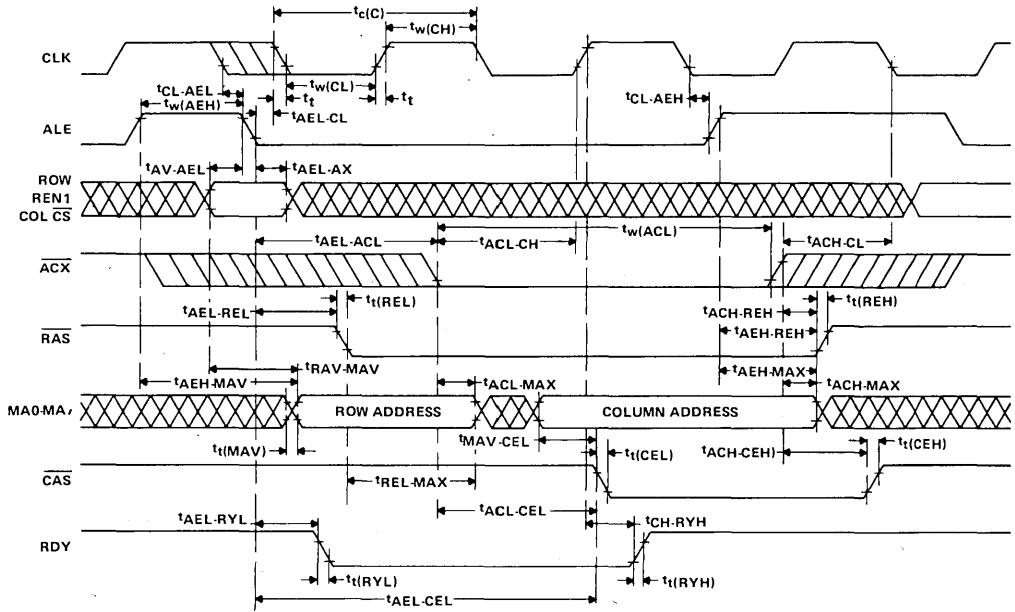 tc(C)
tw(CH)
CLK
tCL-AEL
tw(CL)
tw(AEH)
tt
tt
tCL-AEH
tAEL-CL
ALE
tAV-AEL
tAEL-AX
ROW
REN1
COL CS
tAEL-ACL
tACL-CH
tw(ACL)
tACH-CL
ACX
tt(REL)
tt(REH)
tAEL-REL
tACH-REH
tAEH-REH
RAS
tRAV-MAV
tAEH-MAX
tAEH-MAV
tACL-MAX
tACH-MAX
MA0-MA
ROW ADDRESS
COLUMN ADDRESS
tMAV-CEL
tt(MAV)
tt(CEL)
tACH-CEH)
tt(CEH)
CAS
tREL-MAX
tAEL-RYL
tACL-CEL
tCH-RYH
RDY
tt(RYL)
tt(RYH)
tAEL-CEL